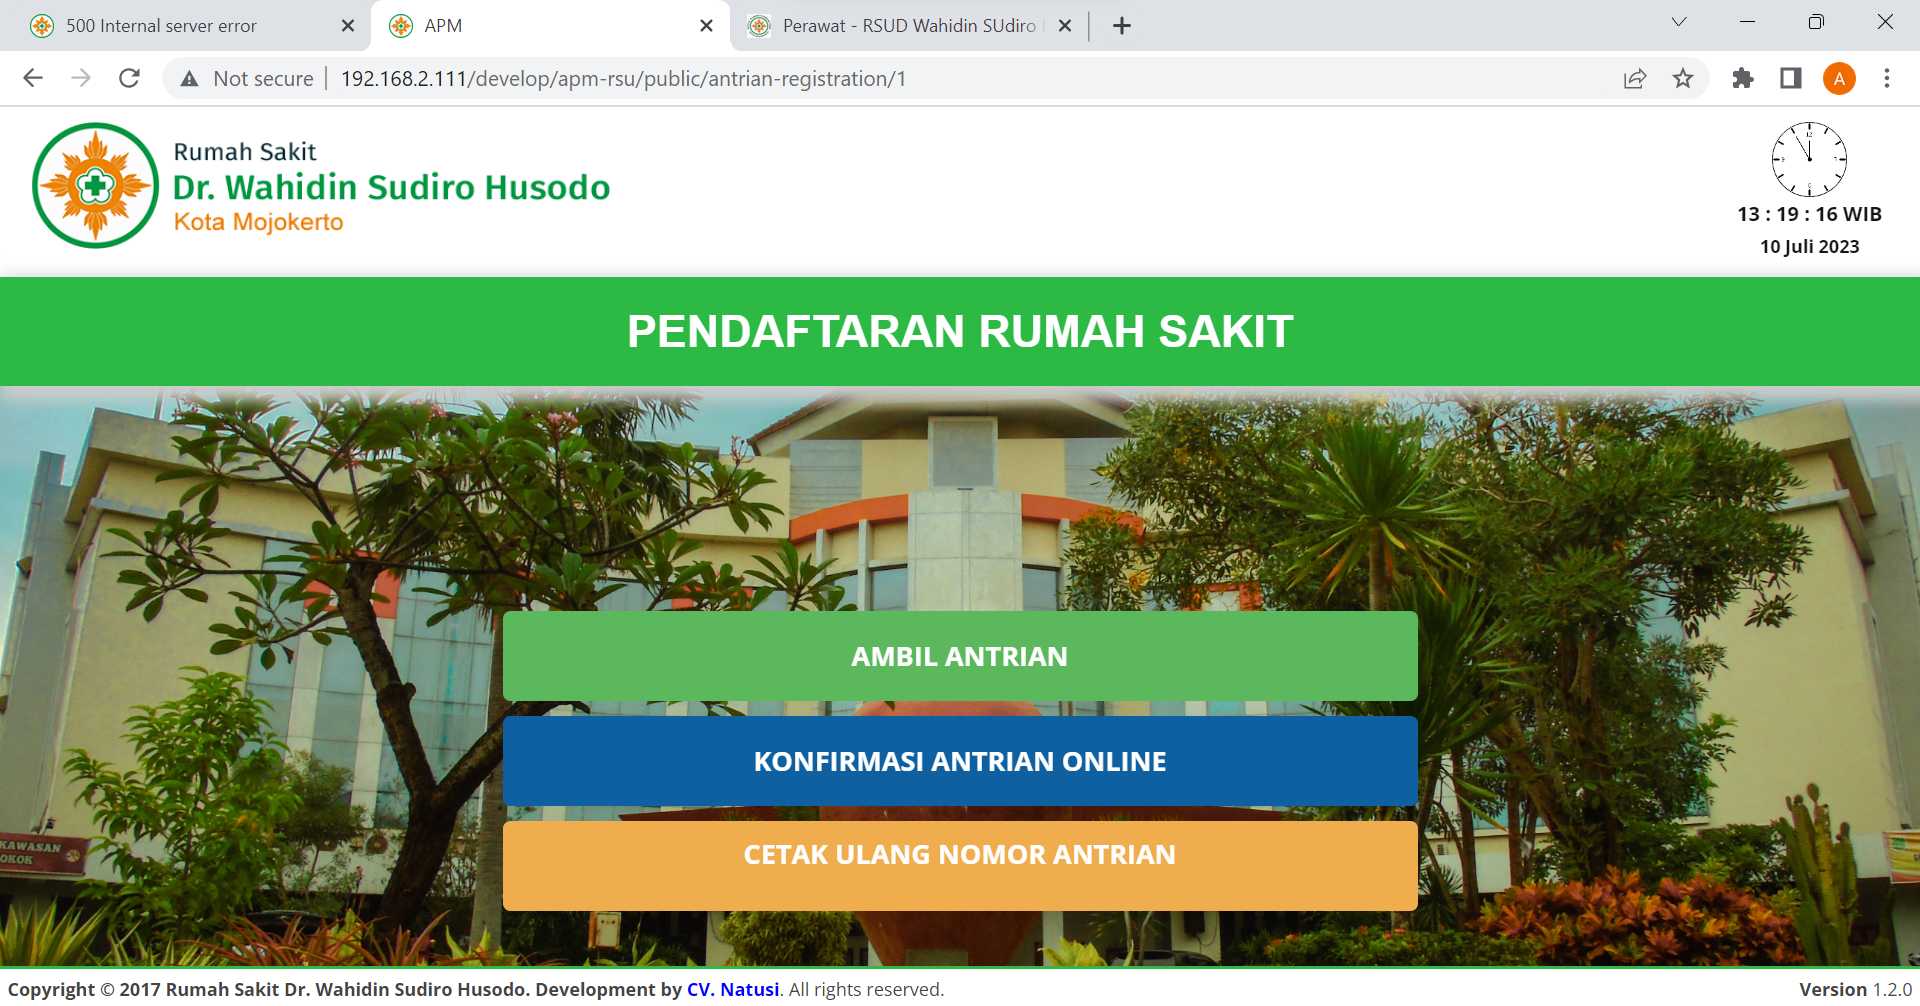 500 Internal server error
APM
Perawat - RSUD Wahidin SUdiro
Not secure
192.168.2.111/develop/apm-rsu/public/antrian-registration/1
A
Rumah Sakit
Dr. Wahidin Sudiro Husodo
Kota Mojokerto
13 : 19 : 16 WIB
10 Juli 2023
PENDAFTARAN RUMAH SAKIT
AMBIL ANTRIAN
KONFIRMASI ANTRIAN ONLINE
CETAK ULANG NOMOR ANTRIAN
KAWASAN
OKOK
Copyright © 2017 Rumah Sakit Dr. Wahidin Sudiro Husodo. Development by CV. Natusi. All rights reserved.
Version 1.2.0